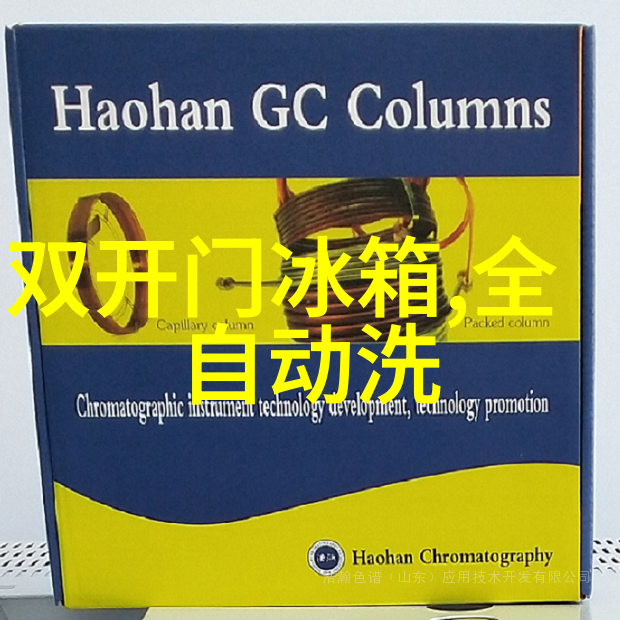 Haohan GC Columns
双开门冰箱,全
自动洗
Capillary column
Packed column
Chromatographic instrument technology development, technology promotion
Haohan Chromatography
浩瀚色谱（山东）应用技术开发有限公司